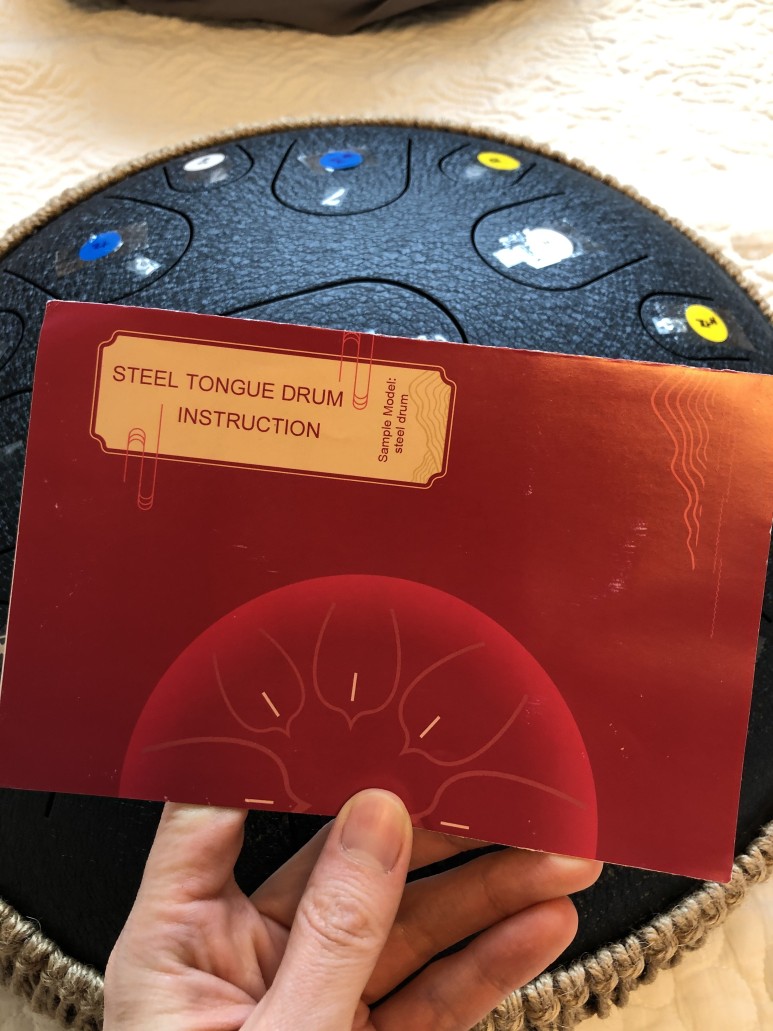 STEEL TONGUE DRUM
INSTRUCTION
Sample Model:
steel drum